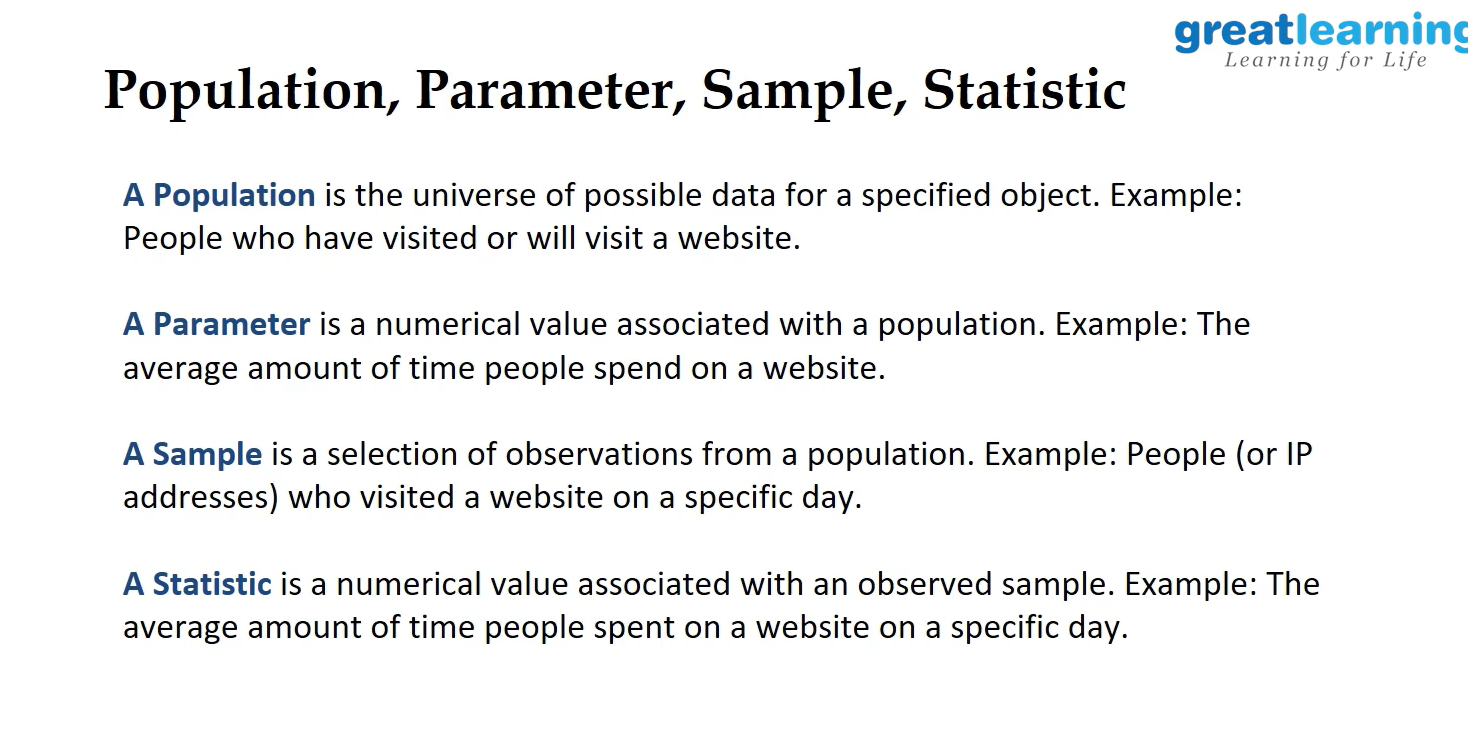 greatlearning
Learning for Life
Population, Parameter, Sample, Statistic
A Population is the universe of possible data for a specified object. Example:
People who have visited or will visit a website.
A Parameter is a numerical value associated with a population. Example: The
average amount of time people spend on a website.
A Sample is a selection of observations from a population. Example: People (or IP
addresses) who visited a website on a specific day.
A Statistic is a numerical value associated with an observed sample. Example: The
average amount of time people spent on a website on a specific day.